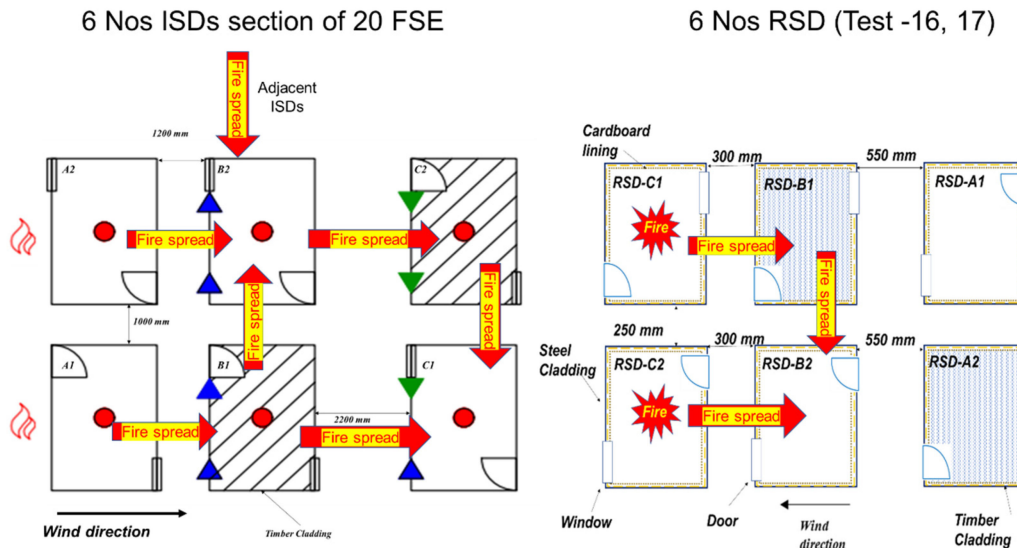 6 Nos ISDs section of 20 FSE
6 Nos RSD (Test -16, 17)
Fire spread
Adjacent
ISDs
1200 mm
A2
B2
C2
Fire spread
Fire spread
Fire spread
Fire spread
1000 mm
A1
B1
C1
2200 mm
Fire spread
Fire spread
Wind direction
Timber Cladding
Cardboard
lining
300 mm
550 mm
RSD-C1
RSD-B1
RSD-A1
Fire
Fire spread
Fire spread
250 mm
300 mm
550 mm
Steel
Cladding
RSD-C2
RSD-B2
RSD-A2
Fire
Fire spread
Window
Door
Wind
direction
Timber
Cladding